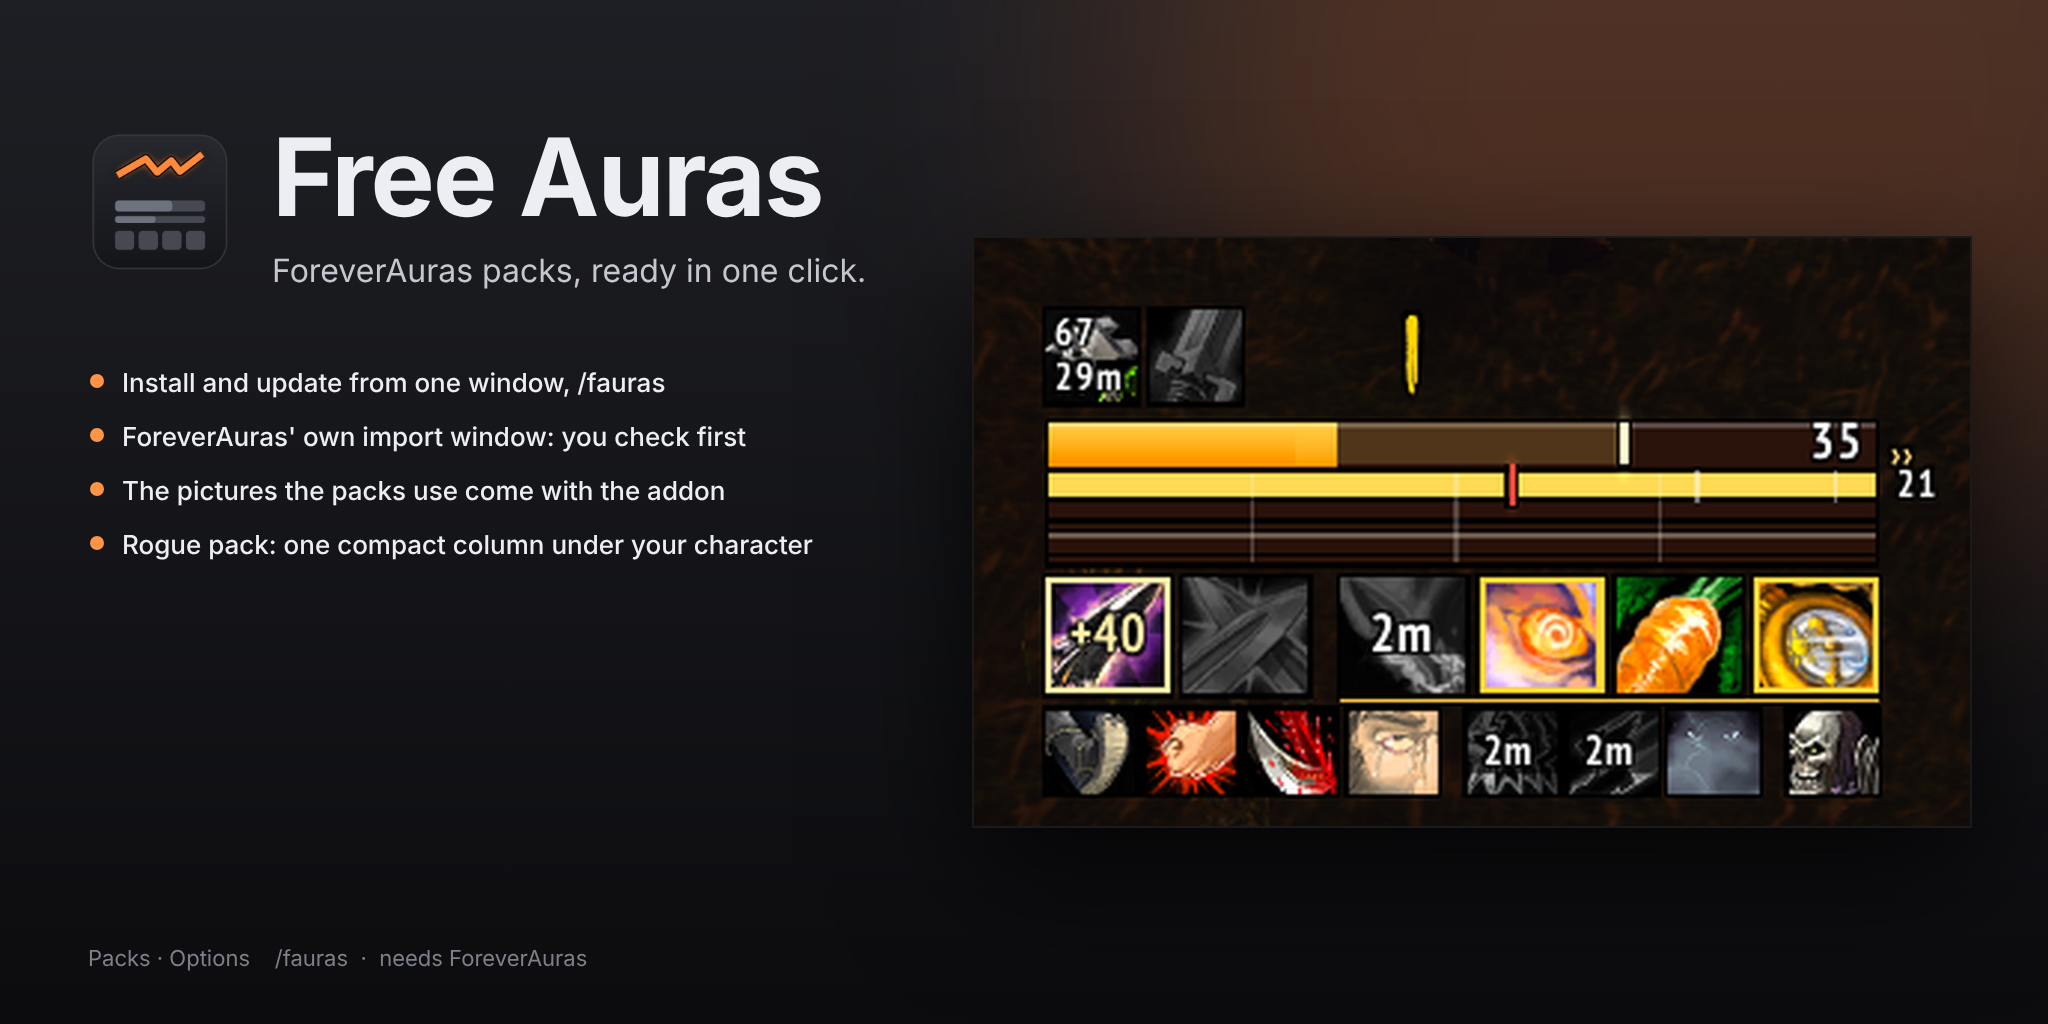 Free Auras
ForeverAuras packs, ready in one click.
Install and update from one window, /fauras
ForeverAuras' own import window: you check first
The pictures the packs use come with the addon
Rogue pack: one compact column under your character
67
29m
35
»
21
+40
2m
2m
2m
Packs · Options /fauras · needs ForeverAuras